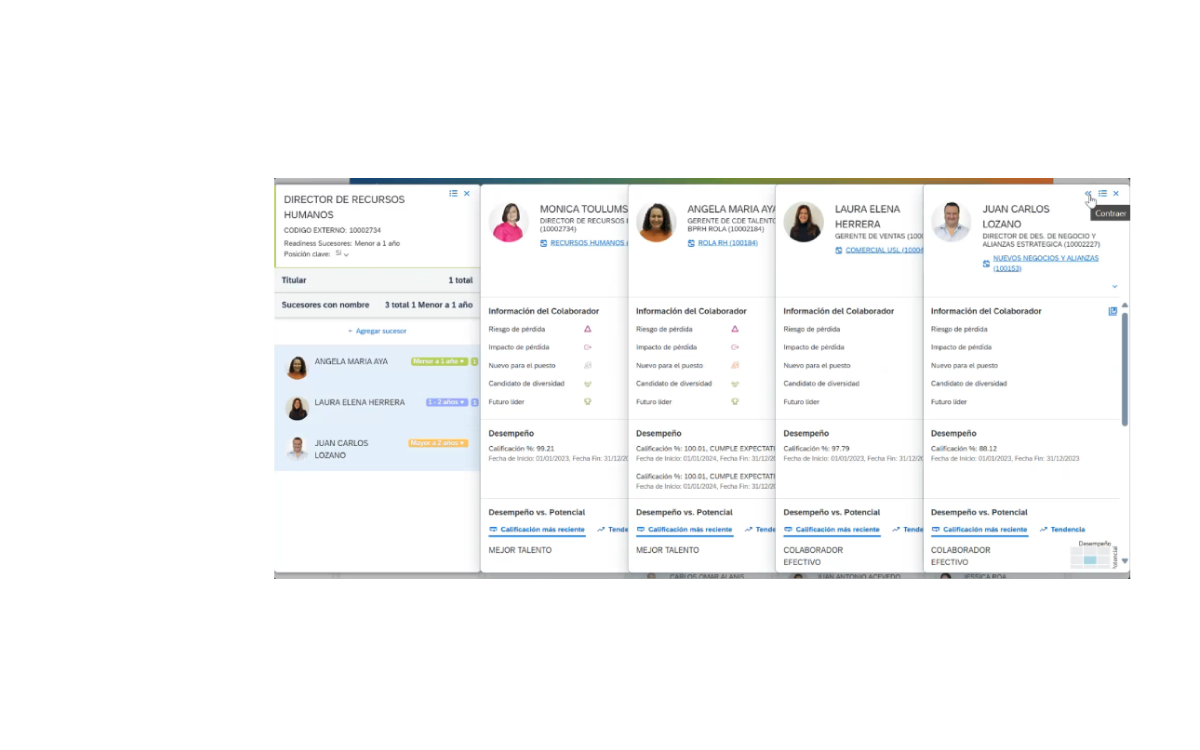 DIRECTOR DE RECURSOS
HUMANOS
CODIGO EXTERNO: 10002734
Readiness Sucesores: Menor a 1 año
Posición clave: Sí
Titular 1 total
Sucesores con nombre 3 total 1 Menor a 1 año
+ Agregar sucesor
ANGELA MARIA AYA Menor a 1 año 1
LAURA ELENA HERRERA 1 - 2 años 1
JUAN CARLOS
LOZANO
Mayor a 2 años
MONICA TOULUMS
DIRECTOR DE RECURSOS
(10002734)
RECURSOS HUMANOS
Información del Colaborador
Riesgo de pérdida
Impacto de pérdida
Nuevo para el puesto
Candidato de diversidad
Futuro líder
Desempeño
Calificación %: 99.21
Fecha de Inicio: 01/01/2023, Fecha Fin: 31/12/20
Desempeño vs. Potencial
Calificación más reciente Tende
MEJOR TALENTO
ANGELA MARIA AYA
GERENTE DE CDE TALENTO
BPRH ROLA (10002184)
ROLA RH (100184)
Información del Colaborador
Riesgo de pérdida
Impacto de pérdida
Nuevo para el puesto
Candidato de diversidad
Futuro líder
Desempeño
Calificación %: 100.01, CUMPLE EXPECTATI
Fecha de Inicio: 01/01/2024, Fecha Fin: 31/12/20
Calificación %: 100.01, CUMPLE EXPECTATI
Fecha de Inicio: 01/01/2024, Fecha Fin: 31/12/20
Desempeño vs. Potencial
Calificación más reciente Tende
MEJOR TALENTO
CARLOS OMAR ALANIS
LAURA ELENA
HERRERA
GERENTE DE VENTAS (100
COMERCIAL USL (1000
Información del Colaborador
Riesgo de pérdida
Impacto de pérdida
Nuevo para el puesto
Candidato de diversidad
Futuro líder
Desempeño
Calificación %: 97.79
Fecha de Inicio: 01/01/2023, Fecha Fin: 31/12/20
Desempeño vs. Potencial
Calificación más reciente Tende
COLABORADOR
EFECTIVO
JUAN ANTONIO ACEVEDO
Contraer
JUAN CARLOS
LOZANO
DIRECTOR DE DES. DE NEGOCIO Y
ALIANZAS ESTRATEGICA (10002227)
NUEVOS NEGOCIOS Y ALIANZAS
(100153)
Información del Colaborador
Riesgo de pérdida
Impacto de pérdida
Nuevo para el puesto
Candidato de diversidad
Futuro líder
Desempeño
Calificación %: 88.12
Fecha de Inicio: 01/01/2023, Fecha Fin: 31/12/2023
Desempeño vs. Potencial
Calificación más reciente Tendencia
COLABORADOR
EFECTIVO
Desempeño
Potencial
JESSICA ROA